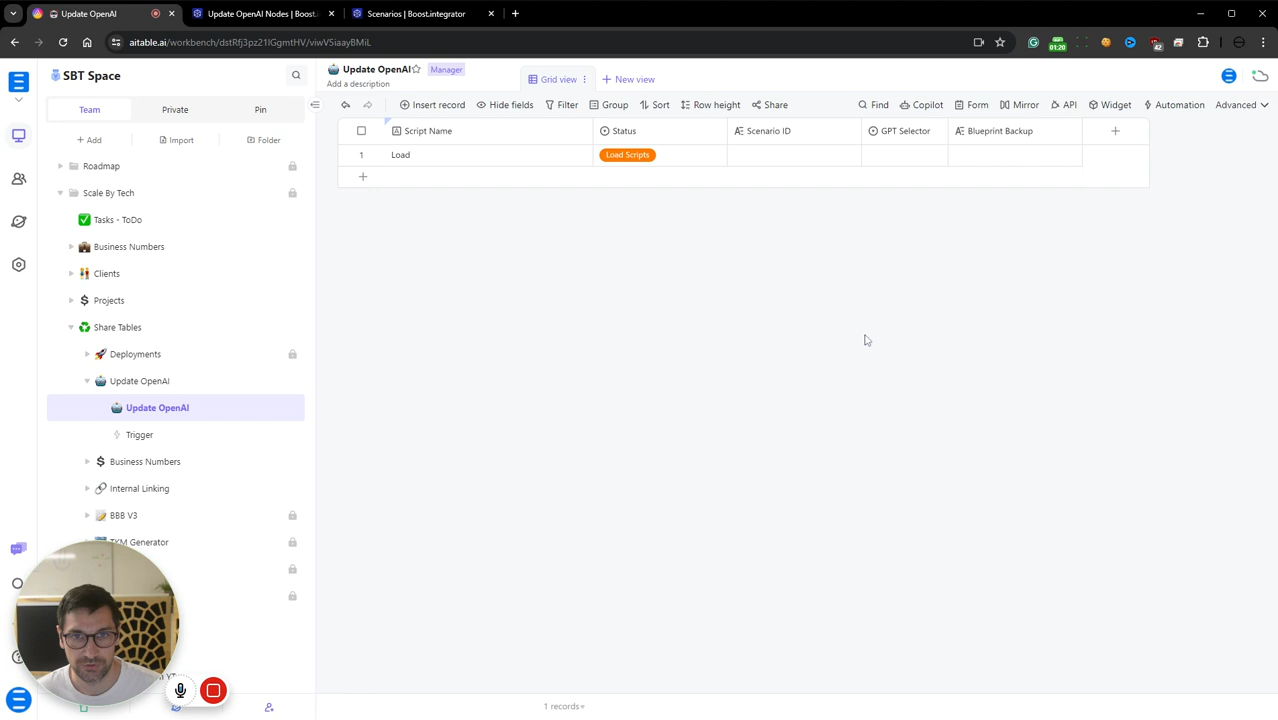 Update OpenAI
Update OpenAI Nodes | Boost.
Scenarios | Boost.integrator
aitable.ai/workbench/dstRfj3pz21IGgmtHV/viwV5iaayBMiL
01:20
42
SBT Space
Update OpenAI
Manager
Add a description
Grid view
New view
Team
Private
Pin
Insert record
Hide fields
Filter
Group
Sort
Row height
Share
Find
Copilot
Form
Mirror
API
Widget
Automation
Advanced
Add
Import
Folder
Script Name
Status
Scenario ID
GPT Selector
Blueprint Backup
1
Load
Load Scripts
Roadmap
Scale By Tech
Tasks - ToDo
Business Numbers
Clients
Projects
Share Tables
Deployments
Update OpenAI
Update OpenAI
Trigger
Business Numbers
Internal Linking
BBB V3
TKM Generator
1 records